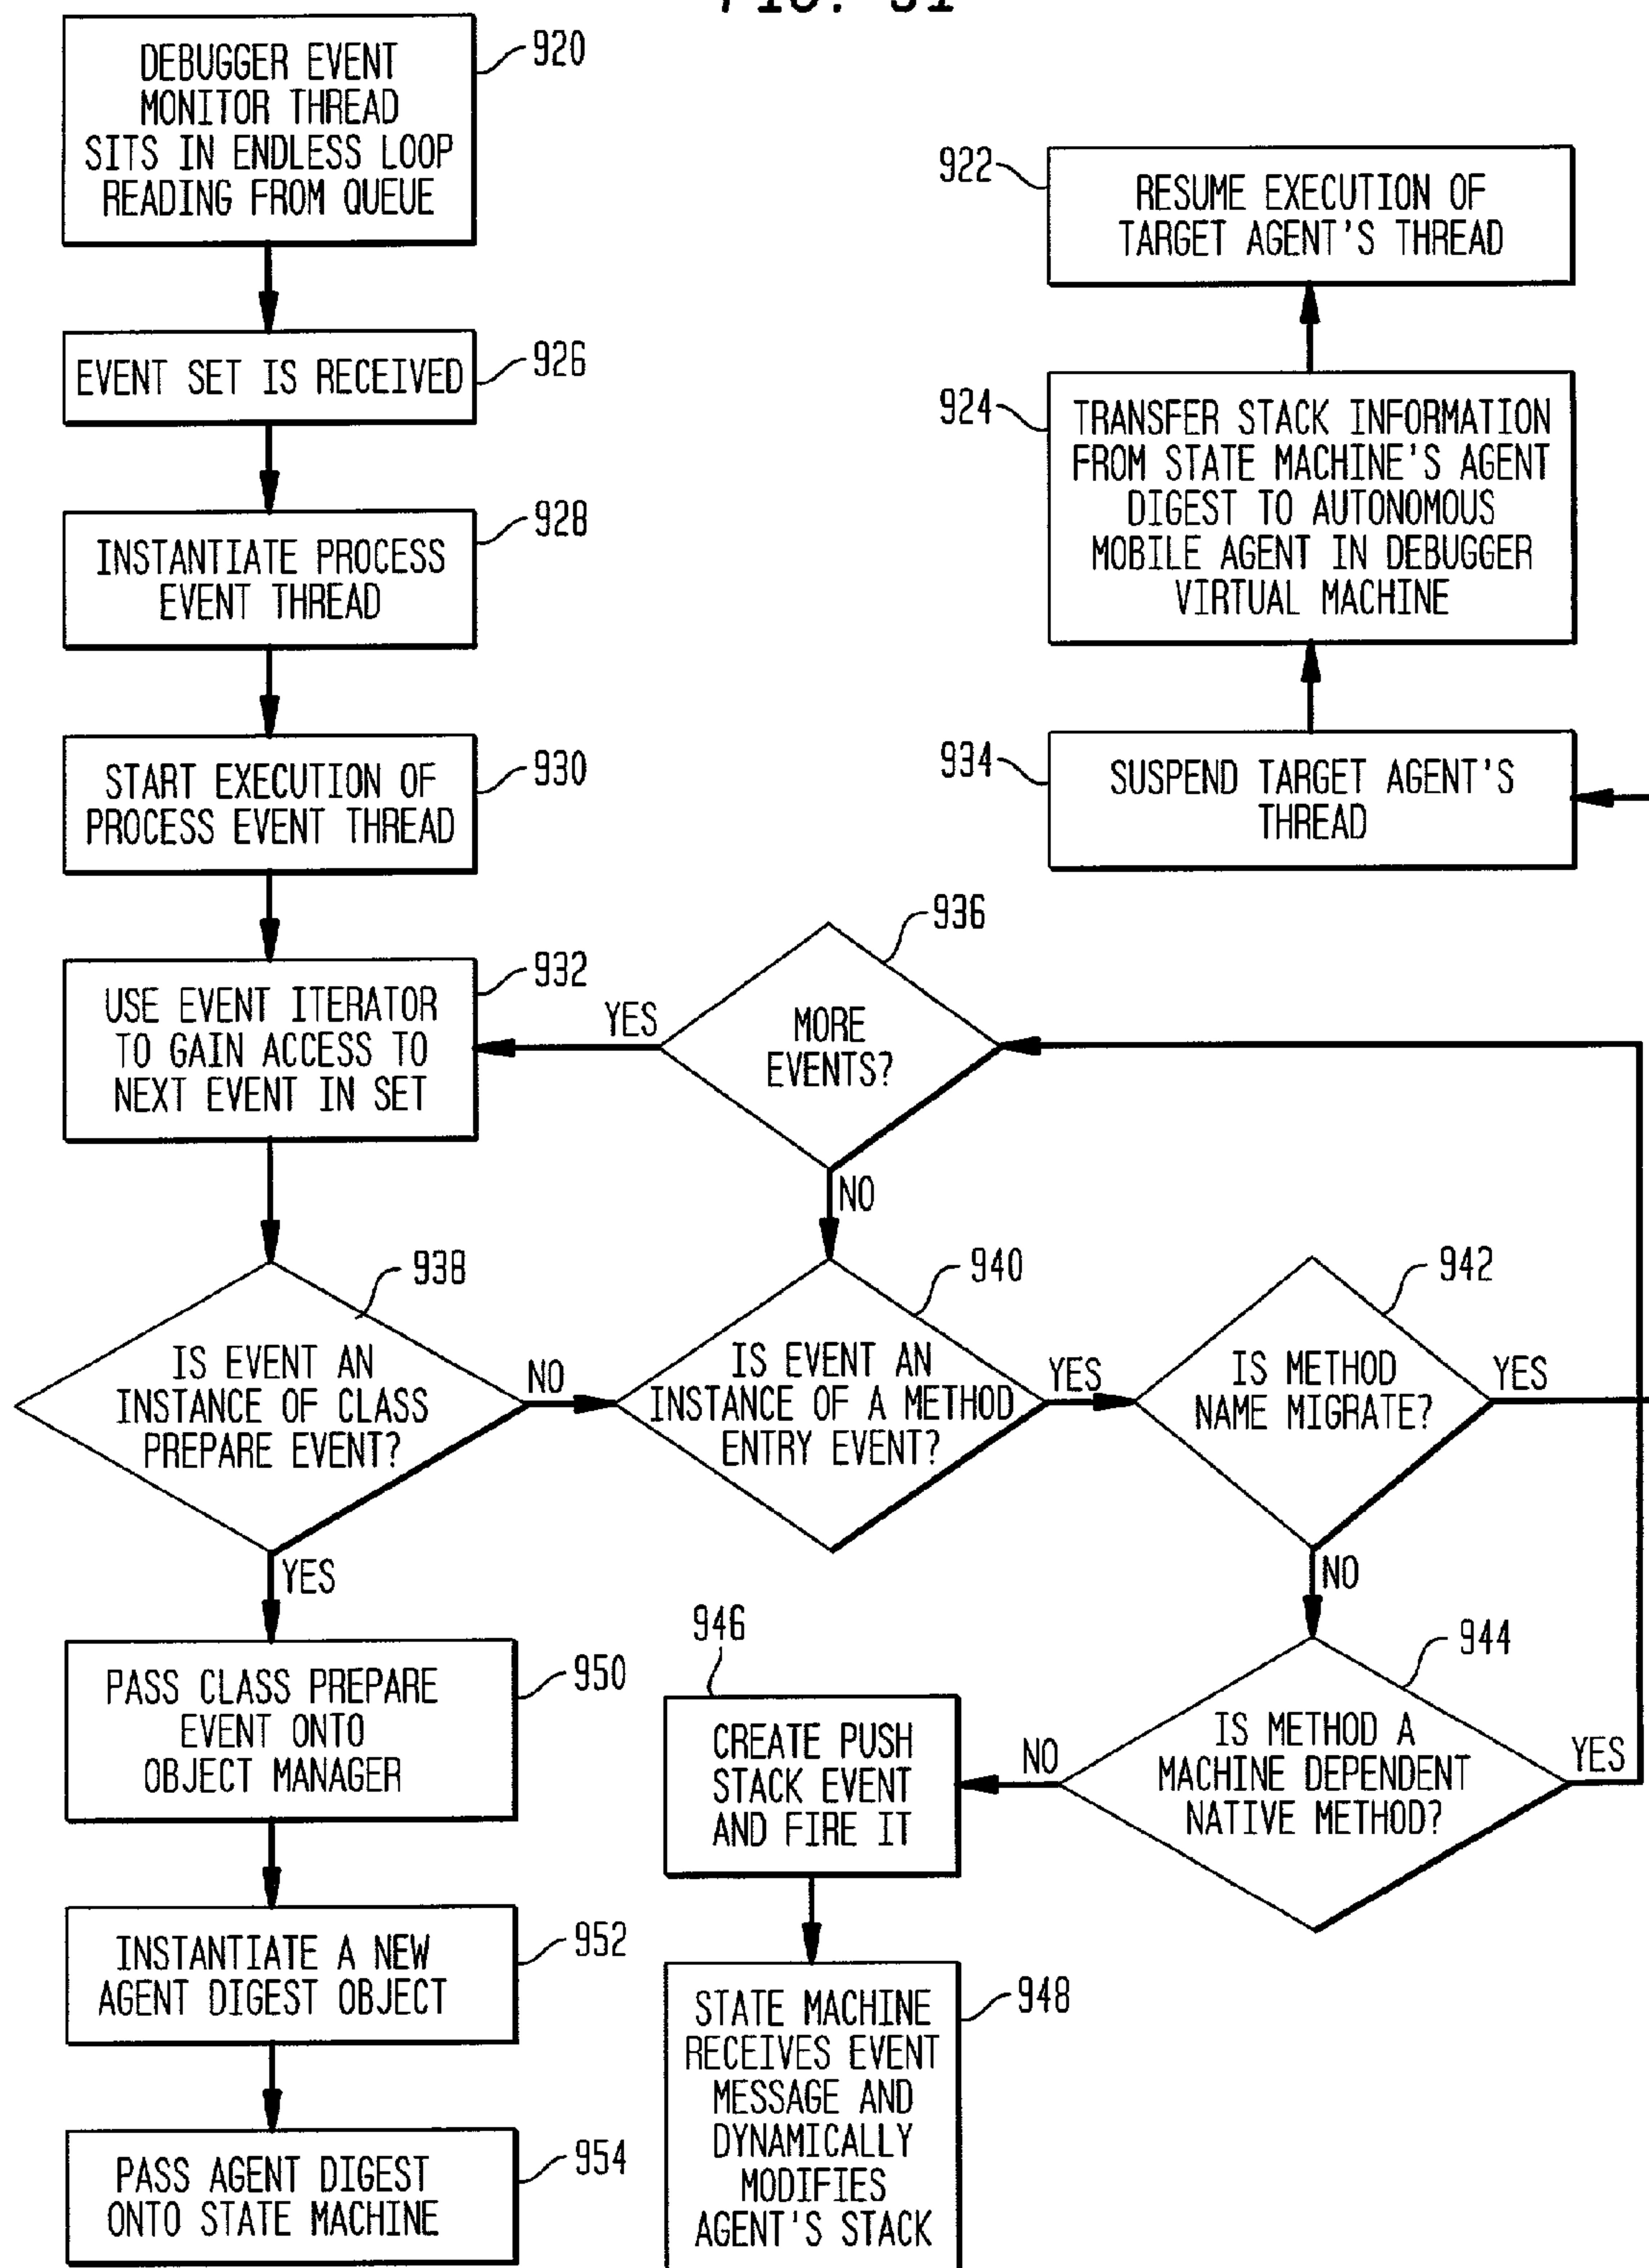 FIG. 31
DEBUGGER EVENT
MONITOR THREAD
SITS IN ENDLESS LOOP
READING FROM QUEUE
920
EVENT SET IS RECEIVED
926
INSTANTIATE PROCESS
EVENT THREAD
928
START EXECUTION OF
PROCESS EVENT THREAD
930
USE EVENT ITERATOR
TO GAIN ACCESS TO
NEXT EVENT IN SET
932
922
RESUME EXECUTION OF
TARGET AGENT'S THREAD
924
TRANSFER STACK INFORMATION
FROM STATE MACHINE'S AGENT
DIGEST TO AUTONOMOUS
MOBILE AGENT IN DEBUGGER
VIRTUAL MACHINE
934
SUSPEND TARGET AGENT'S
THREAD
936
MORE
EVENTS?
YES
NO
938
IS EVENT AN
INSTANCE OF CLASS
PREPARE EVENT?
NO
YES
940
IS EVENT AN
INSTANCE OF A METHOD
ENTRY EVENT?
YES
942
IS METHOD
NAME MIGRATE?
YES
NO
944
IS METHOD A
MACHINE DEPENDENT
NATIVE METHOD?
YES
NO
946
CREATE PUSH
STACK EVENT
AND FIRE IT
948
STATE MACHINE
RECEIVES EVENT
MESSAGE AND
DYNAMICALLY
MODIFIES
AGENT'S STACK
PASS CLASS PREPARE
EVENT ONTO
OBJECT MANAGER
950
INSTANTIATE A NEW
AGENT DIGEST OBJECT
952
PASS AGENT DIGEST
ONTO STATE MACHINE
954